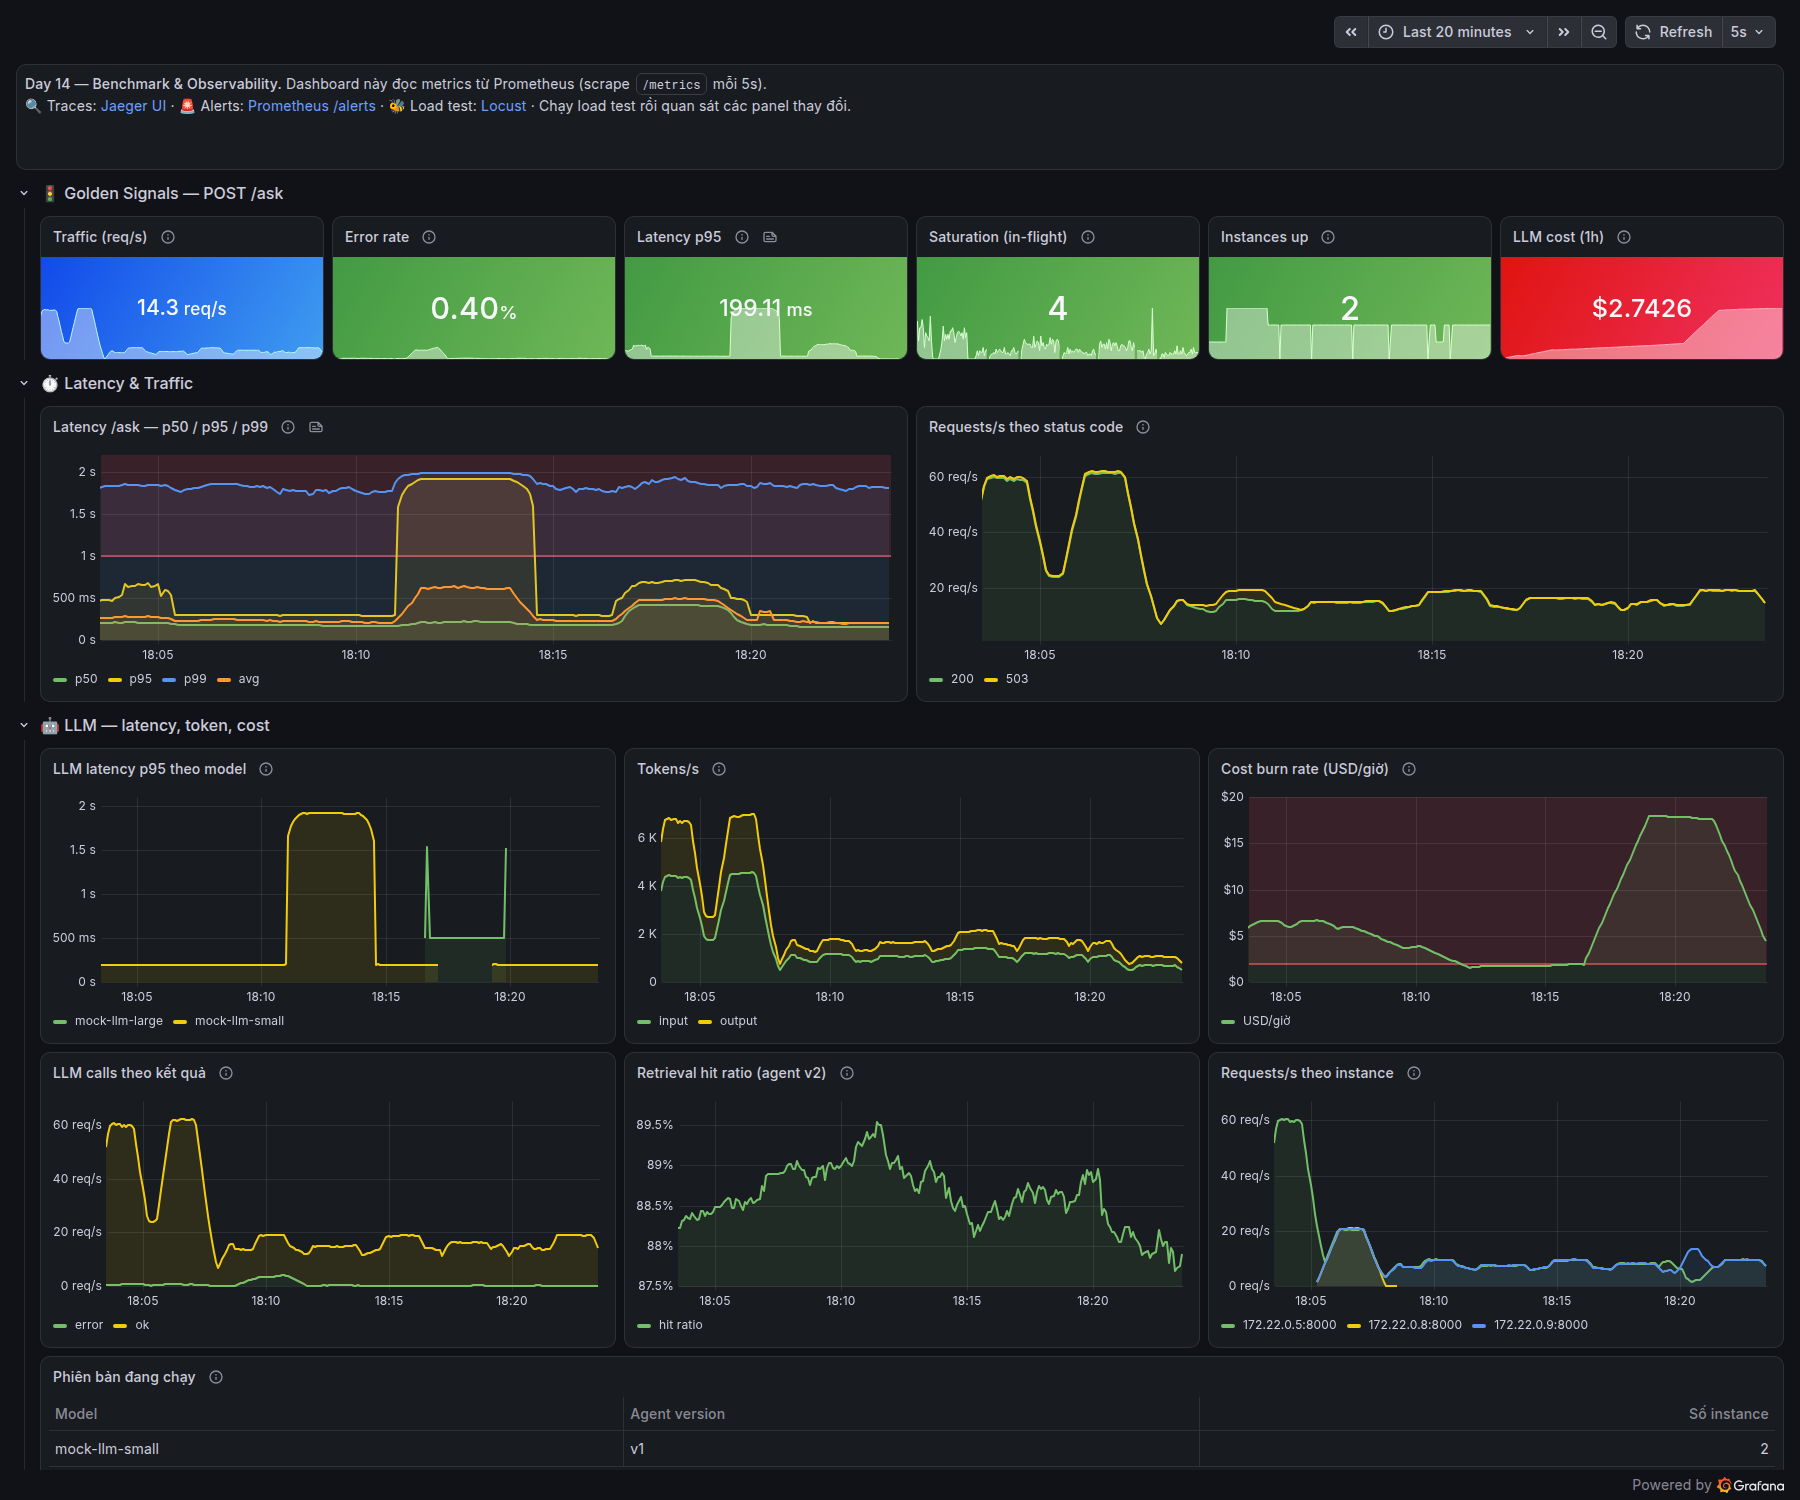 Last 20 minutes
Refresh
5s
Day 14 — Benchmark & Observability. Dashboard này đọc metrics từ Prometheus (scrape /metrics mỗi 5s).
🔍 Traces: Jaeger UI · 🚨 Alerts: Prometheus /alerts · 🐝 Load test: Locust · Chạy load test rồi quan sát các panel thay đổi.
🚦 Golden Signals — POST /ask
Traffic (req/s)
14.3 req/s
Error rate
0.40%
Latency p95
199.11 ms
Saturation (in-flight)
4
Instances up
2
LLM cost (1h)
$2.7426
⏱️ Latency & Traffic
Latency /ask — p50 / p95 / p99
2 s
1.5 s
1 s
500 ms
0 s
18:05 18:10 18:15 18:20
p50 p95 p99 avg
Requests/s theo status code
60 req/s
40 req/s
20 req/s
18:05 18:10 18:15 18:20
200 503
🤖 LLM — latency, token, cost
LLM latency p95 theo model
2 s
1.5 s
1 s
500 ms
0 s
18:05 18:10 18:15 18:20
mock-llm-large mock-llm-small
Tokens/s
6 K
4 K
2 K
0
18:05 18:10 18:15 18:20
input output
Cost burn rate (USD/giờ)
$20
$15
$10
$5
$0
18:05 18:10 18:15 18:20
USD/giờ
LLM calls theo kết quả
60 req/s
40 req/s
20 req/s
0 req/s
18:05 18:10 18:15 18:20
error ok
Retrieval hit ratio (agent v2)
89.5%
89%
88.5%
88%
87.5%
18:05 18:10 18:15 18:20
hit ratio
Requests/s theo instance
60 req/s
40 req/s
20 req/s
0 req/s
18:05 18:10 18:15 18:20
172.22.0.5:8000 172.22.0.8:8000 172.22.0.9:8000
Phiên bản đang chạy
Model Agent version Số instance
mock-llm-small v1 2
Powered by Grafana